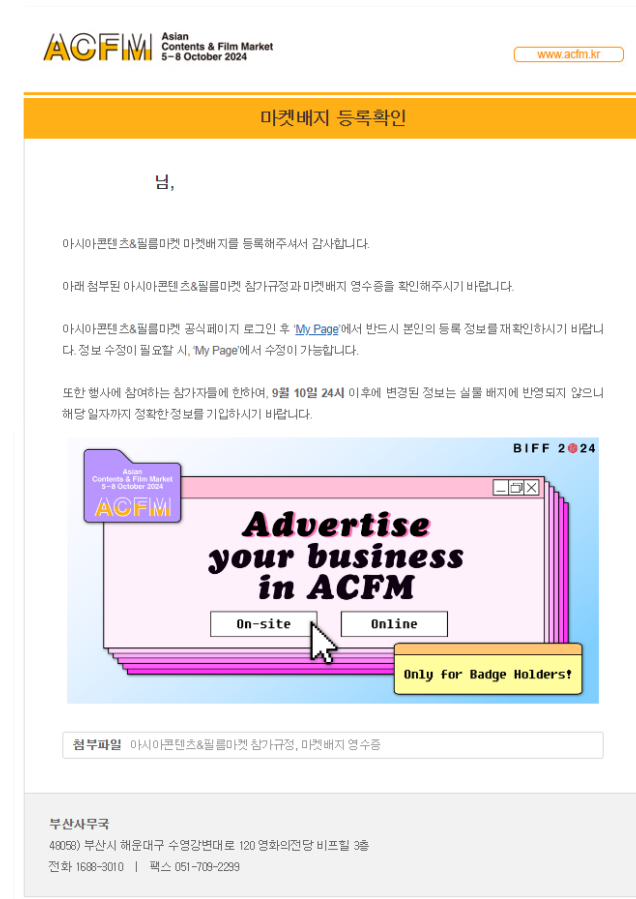 ACFM
Asian
Contents & Film Market
5–8 October 2024
www.acfm.kr
마켓배지 등록확인
님,
아시아콘텐츠&필름마켓 마켓배지를 등록해주셔서 감사합니다.
아래 첨부된 아시아콘텐츠&필름마켓 참가규정과 마켓배지 영수증을 확인해주시기 바랍니다.
아시아콘텐츠&필름마켓 공식페이지 로그인 후 'My Page'에서 반드시 본인의 등록 정보를 재확인하시기 바랍니
다. 정보 수정이 필요할 시, 'My Page'에서 수정이 가능합니다.
또한 행사에 참여하는 참가자들에 한하여, 9월 10일 24시 이후에 변경된 정보는 실물 배지에 반영되지 않으니
해당 일자까지 정확한 정보를 기입하시기 바랍니다.
BIFF 2024
Asian
Contents & Film Market
5–8 October 2024
ACFM
Advertise
your business
in ACFM
On-site
Online
Only for Badge Holders!
첨부파일 아시아콘텐츠&필름마켓 참가규정, 마켓배지 영수증
부산사무국
48058) 부산시 해운대구 수영강변대로 120 영화의전당 비프힐 3층
전화 1688-3010 | 팩스 051-709-2299